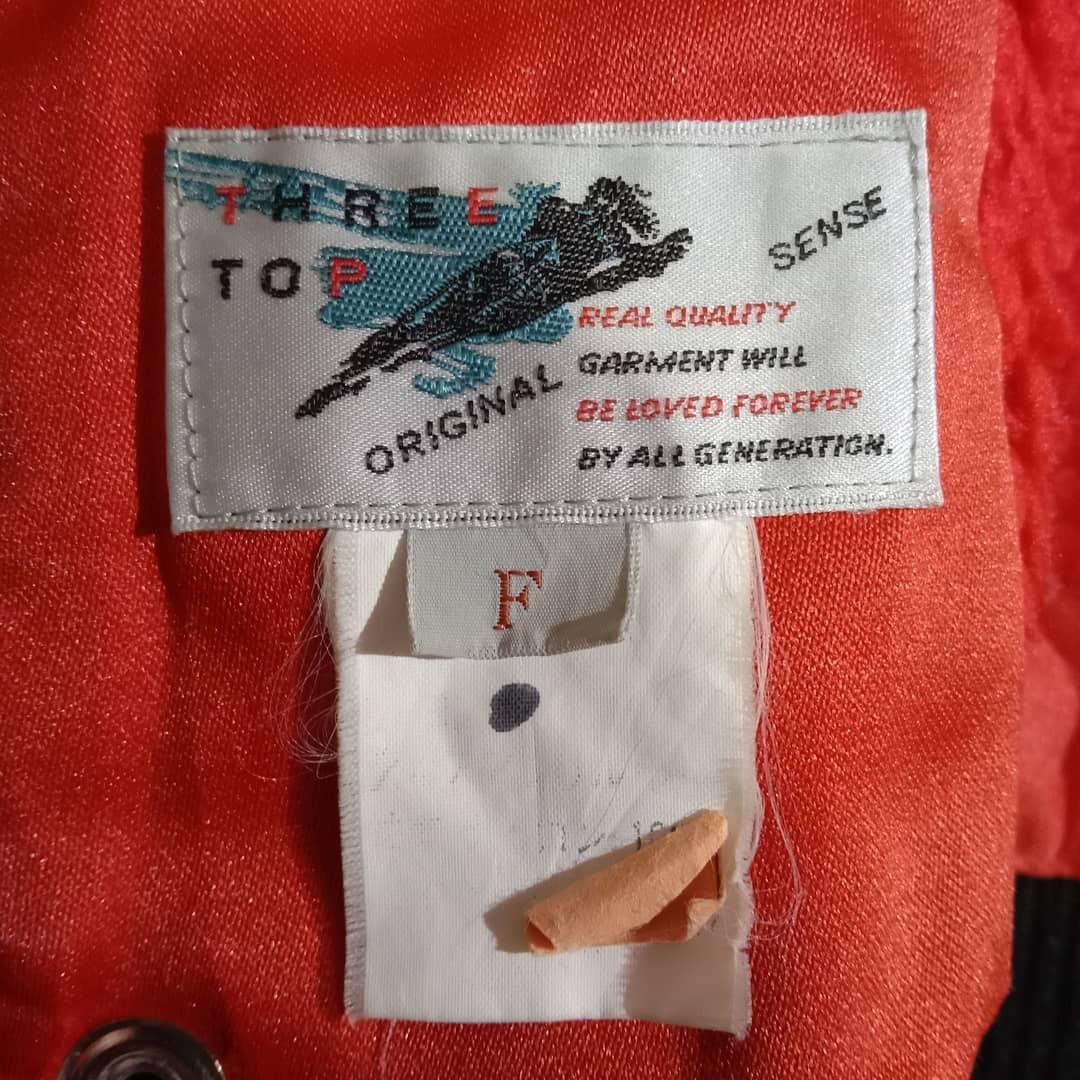 THREE
TOP
SENSE
ORIGINAL
REAL QUALITY
GARMENT WILL
BE LOVED FOREVER
BY ALL GENERATION.
F